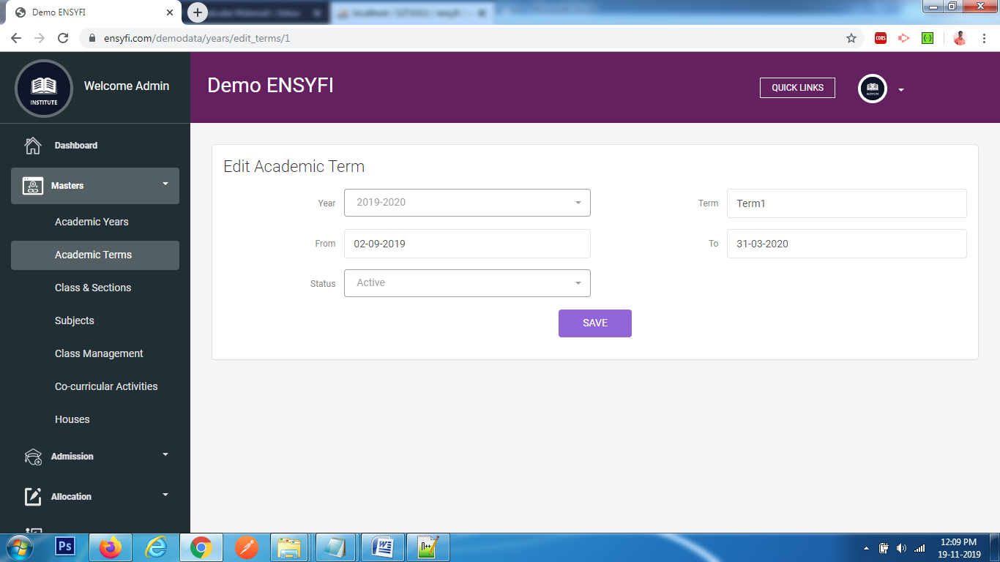 Demo ENSYFI
ensyfi.com/demodata/years/edit_terms/1
CORS
INSTITUTE
Welcome Admin
Demo ENSYFI
QUICK LINKS
INSTITUTE
Dashboard
Masters
Academic Years
Academic Terms
Class & Sections
Subjects
Class Management
Co-curricular Activities
Houses
Admission
Allocation
Edit Academic Term
Year 2019-2020 Term Term1
From 02-09-2019 To 31-03-2020
Status Active
SAVE
Ps
12:09 PM
19-11-2019